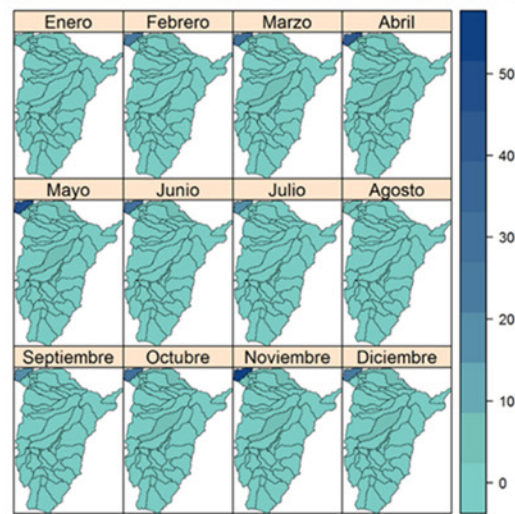 Enero Febrero Marzo Abril
Mayo Junio Julio Agosto
Septiembre Octubre Noviembre Diciembre
50
40
30
20
10
0